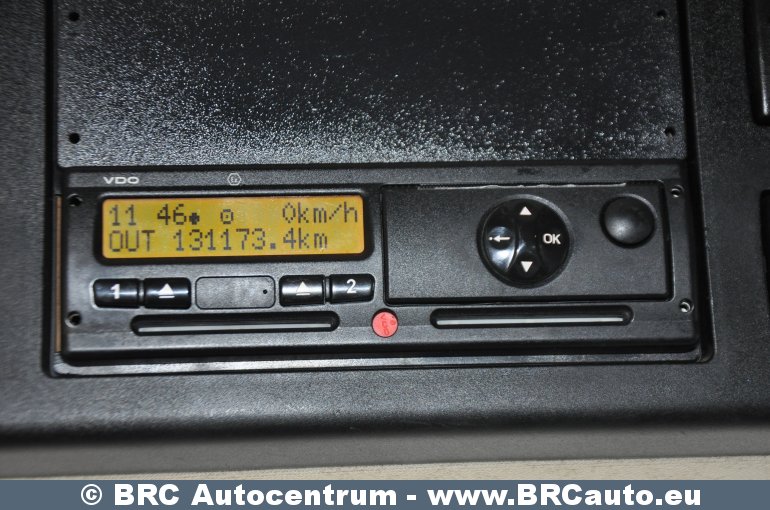 VDO
11 46 0km/h
OUT 131173.4km
1 2
OK
© BRC Autocentrum - www.BRCauto.eu